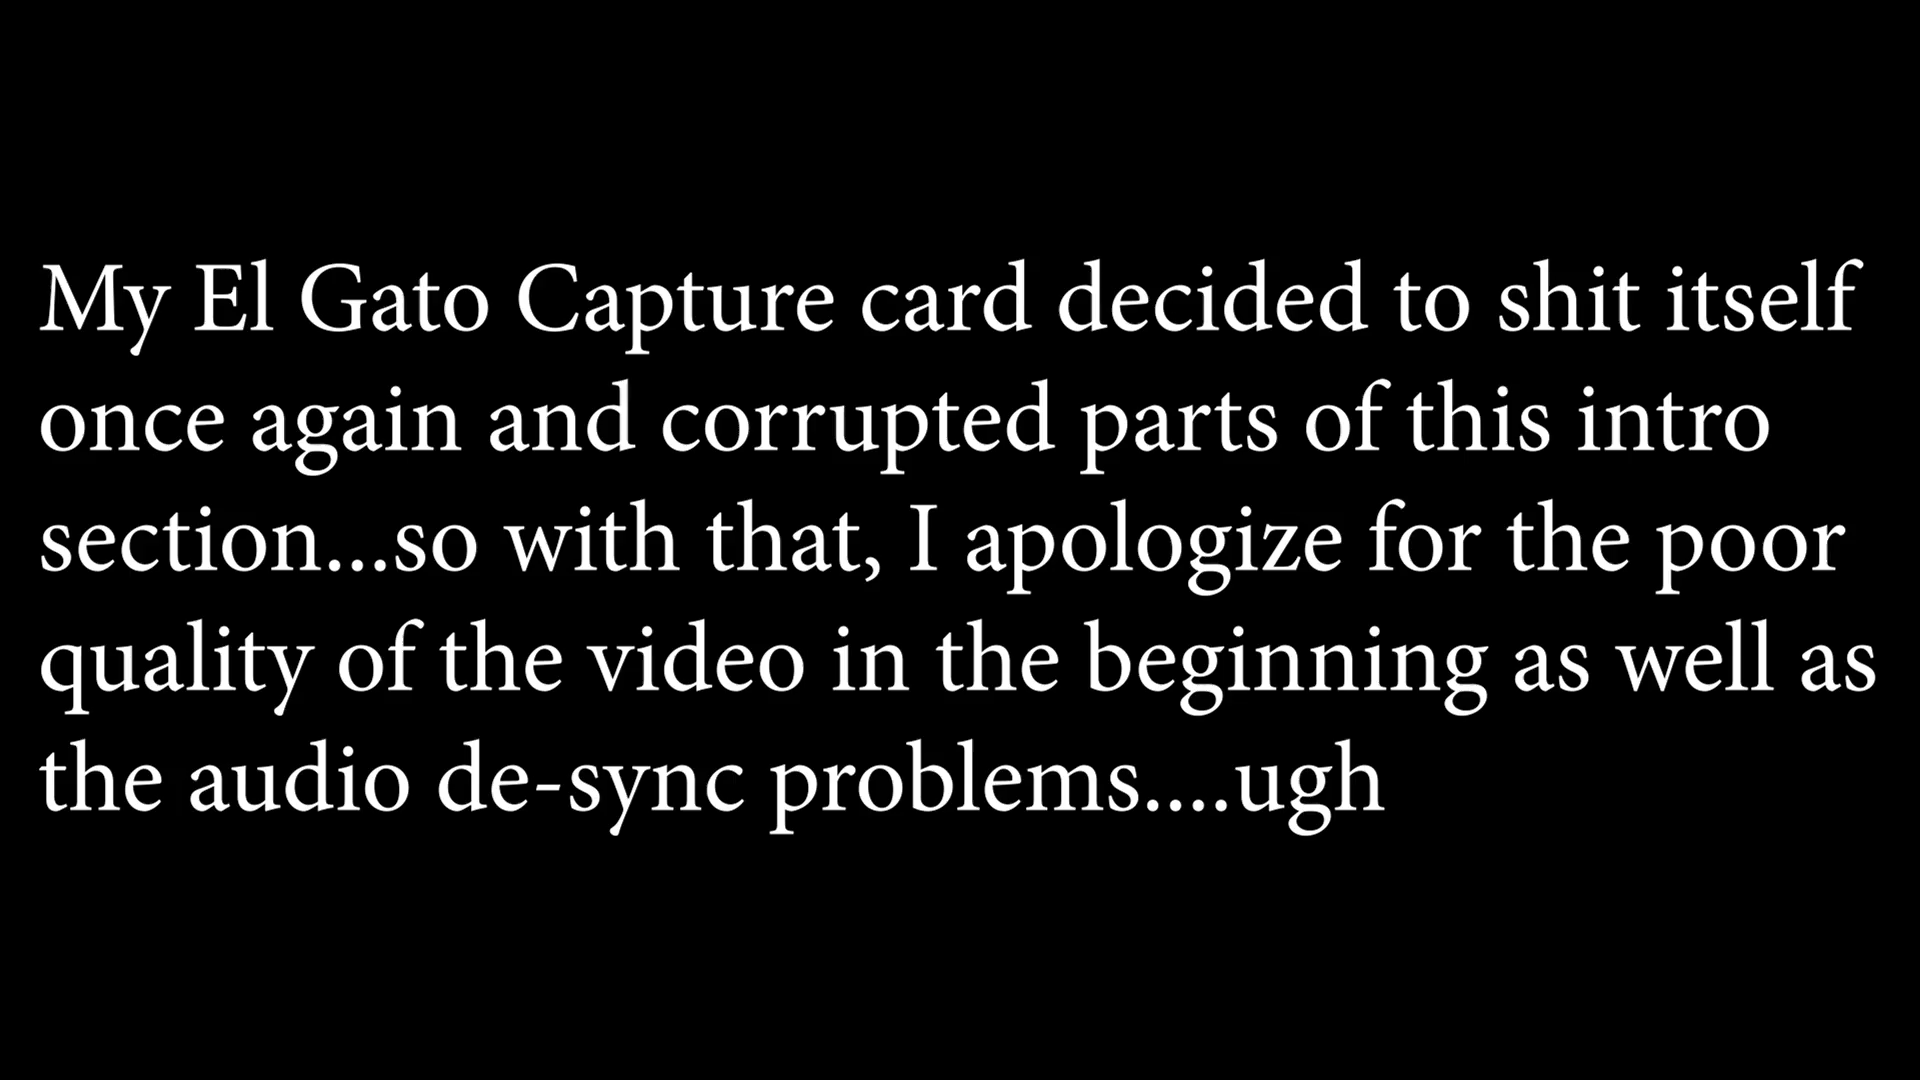 My El Gato Capture card decided to shit itself
once again and corrupted parts of this intro
section...so with that, I apologize for the poor
quality of the video in the beginning as well as
the audio de-sync problems....ugh